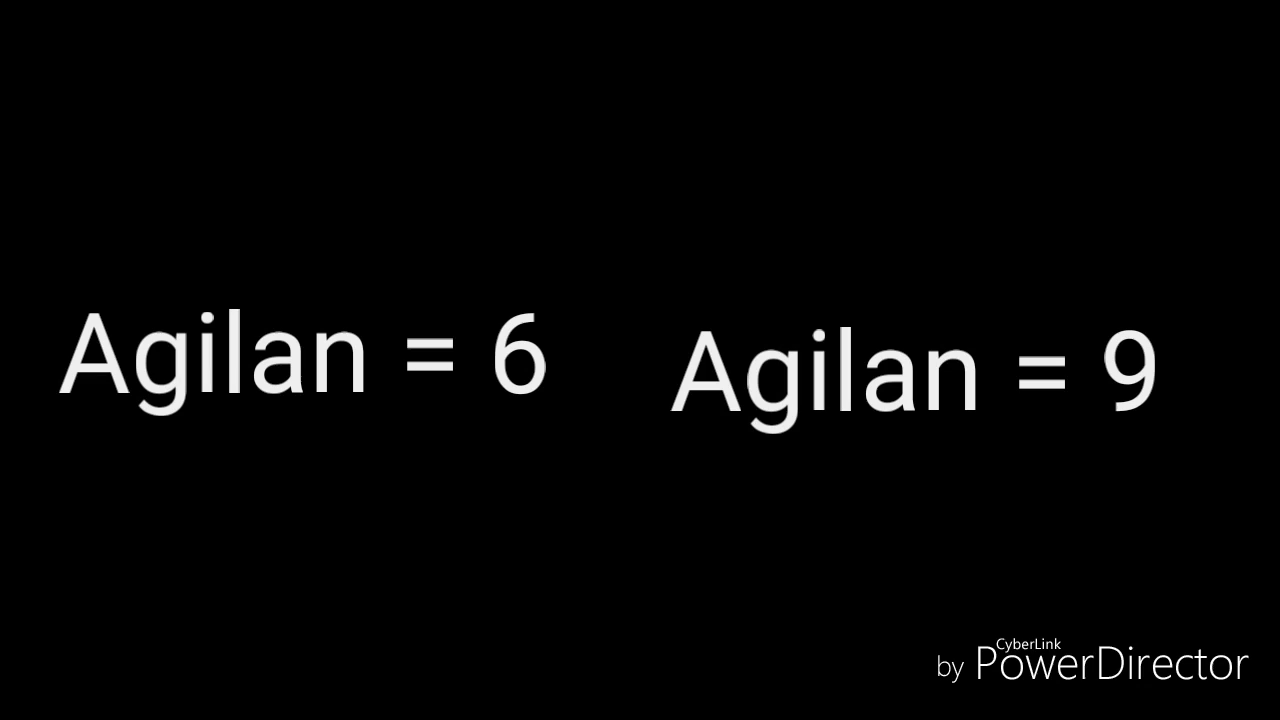 Agilan = 6
Agilan = 9
by CyberLink PowerDirector